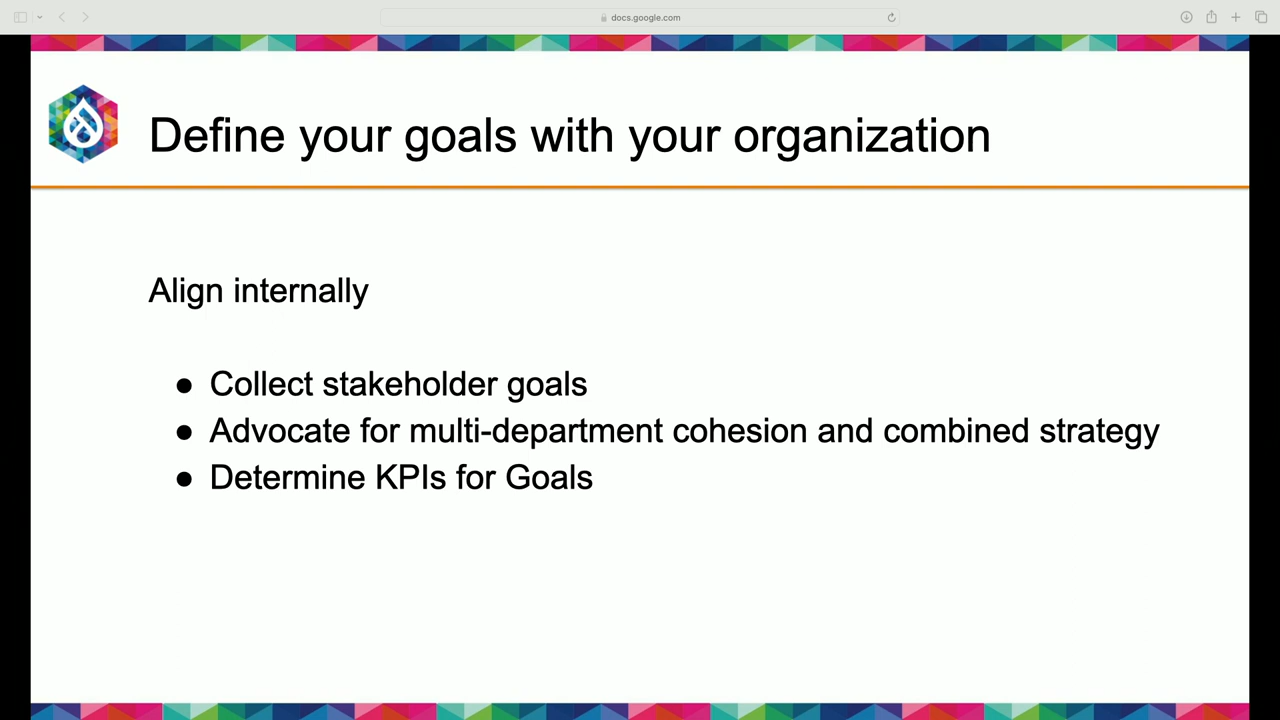 docs.google.com
Define your goals with your organization
Align internally
● Collect stakeholder goals
● Advocate for multi-department cohesion and combined strategy
● Determine KPIs for Goals